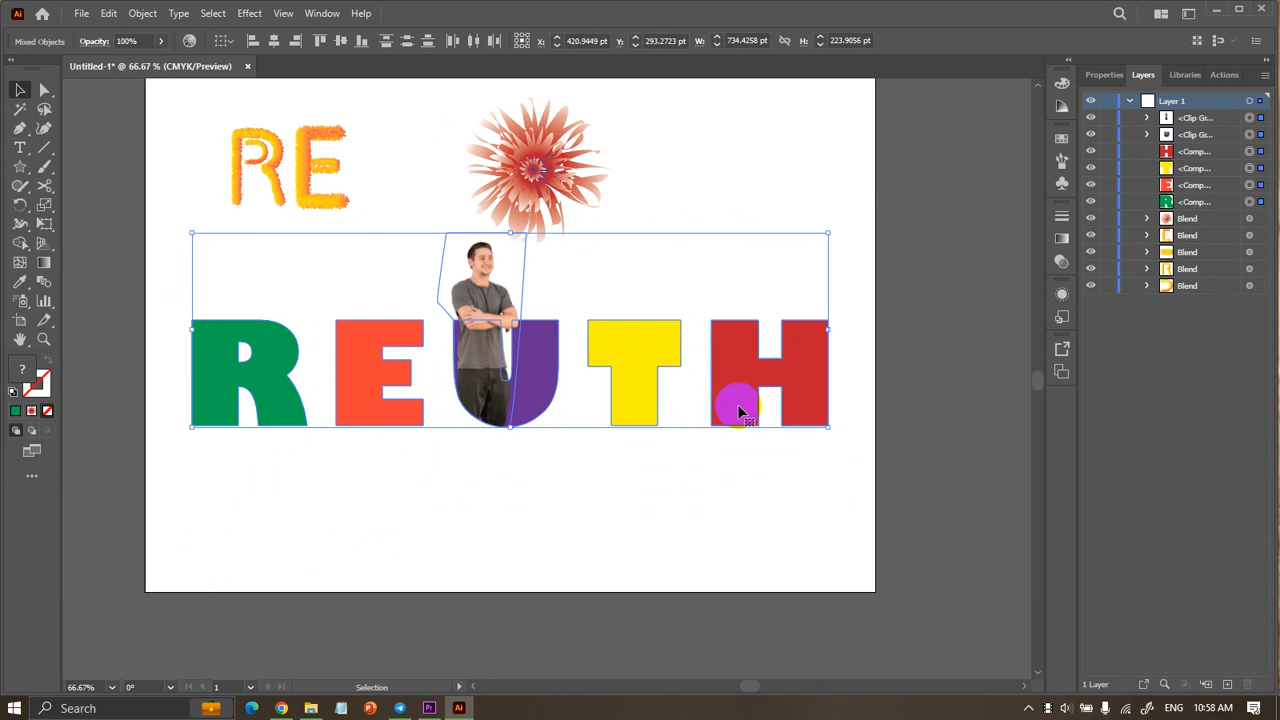 Ai File Edit Object Type Select Effect View Window Help
Mixed Objects Opacity: 100% X: 420.9449 pt Y: 293.2723 pt W: 734.4258 pt H: 223.9056 pt
Untitled-1* @ 66.67 % (CMYK/Preview) ×
Properties Layers Libraries Actions
Layer 1
<Clip Gr...
<Clip Gr...
<Comp...
<Comp...
<Comp...
<Comp...
Blend
Blend
Blend
Blend
Blend
RE
REUTH
?
66.67% 0° 1 Selection
1 Layer
Search
Pr
Ai
ENG 10:58 AM